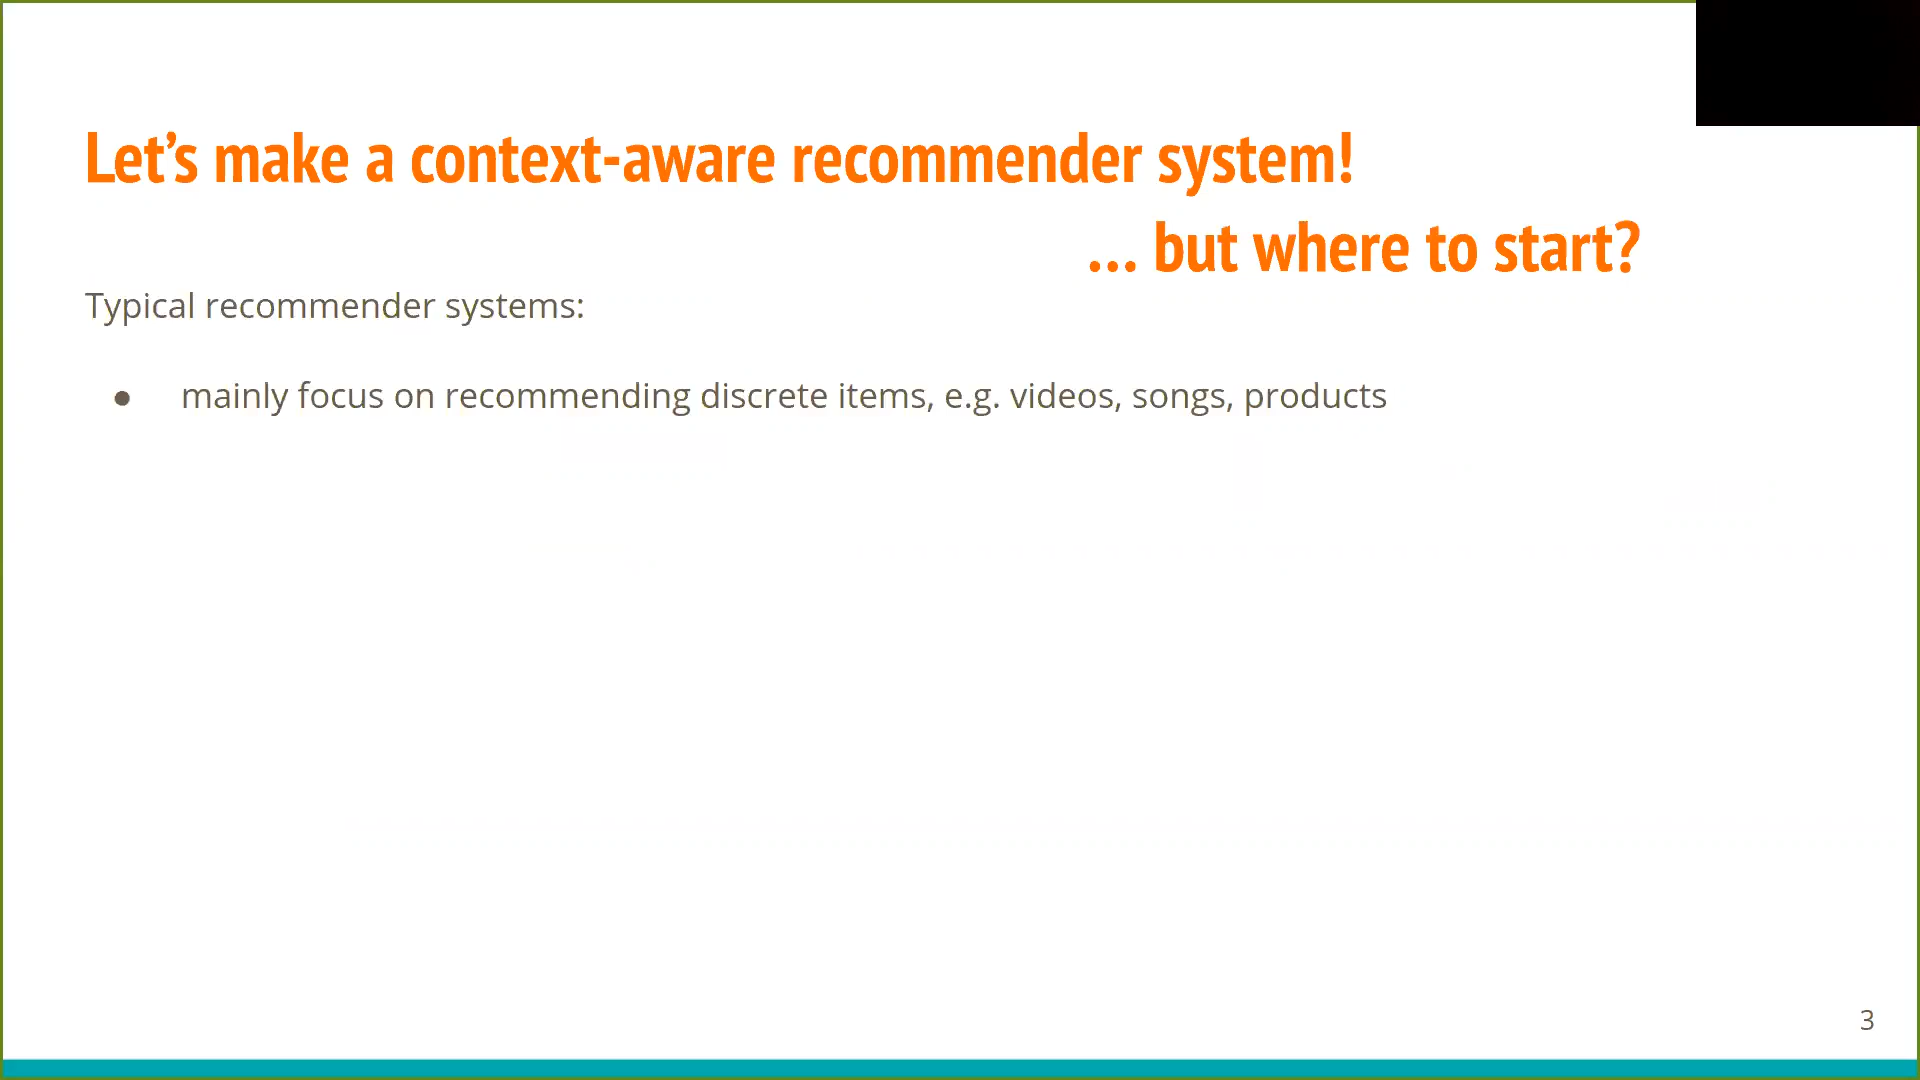 Let’s make a context-aware recommender system!
... but where to start?
Typical recommender systems:
● mainly focus on recommending discrete items, e.g. videos, songs, products
3